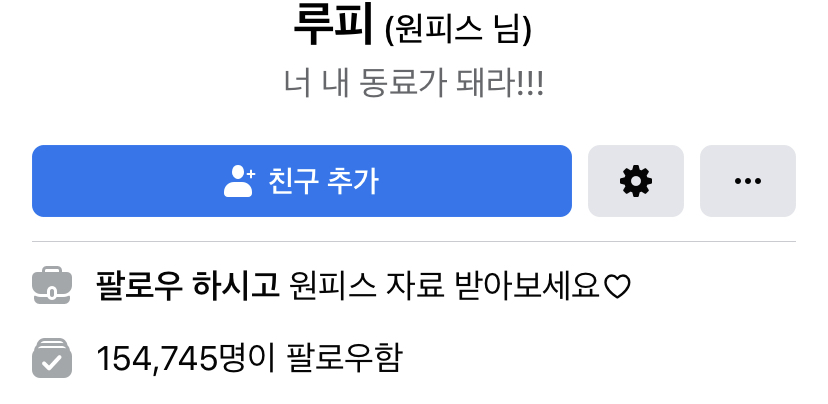 루피 (원피스 님)
너 내 동료가 돼라!!!
친구 추가
팔로우 하시고 원피스 자료 받아보세요♡
154,745명이 팔로우함